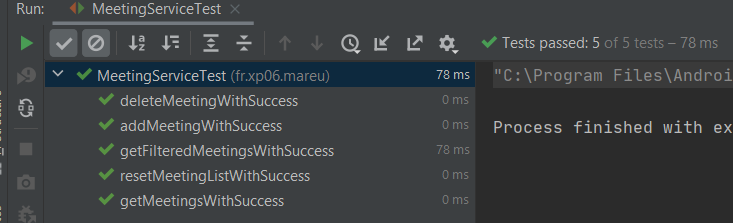 Run: MeetingServiceTest ×
Tests passed: 5 of 5 tests – 78 ms
MeetingServiceTest (fr.xp06.mareu) 78 ms
"C:\Program Files\Androi
deleteMeetingWithSuccess 0 ms
addMeetingWithSuccess 0 ms
Process finished with ex
getFilteredMeetingsWithSuccess 78 ms
resetMeetingListWithSuccess 0 ms
getMeetingsWithSuccess 0 ms